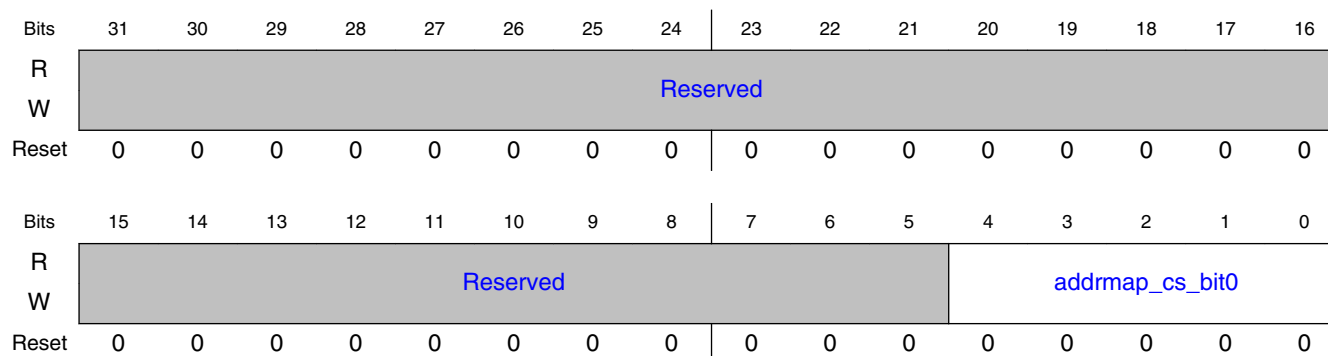 Bits 31 30 29 28 27 26 25 24 23 22 21 20 19 18 17 16
R
Reserved
W
Reset 0 0 0 0 0 0 0 0 0 0 0 0 0 0 0 0
Bits 15 14 13 12 11 10 9 8 7 6 5 4 3 2 1 0
R
Reserved addrmap_cs_bit0
W
Reset 0 0 0 0 0 0 0 0 0 0 0 0 0 0 0 0